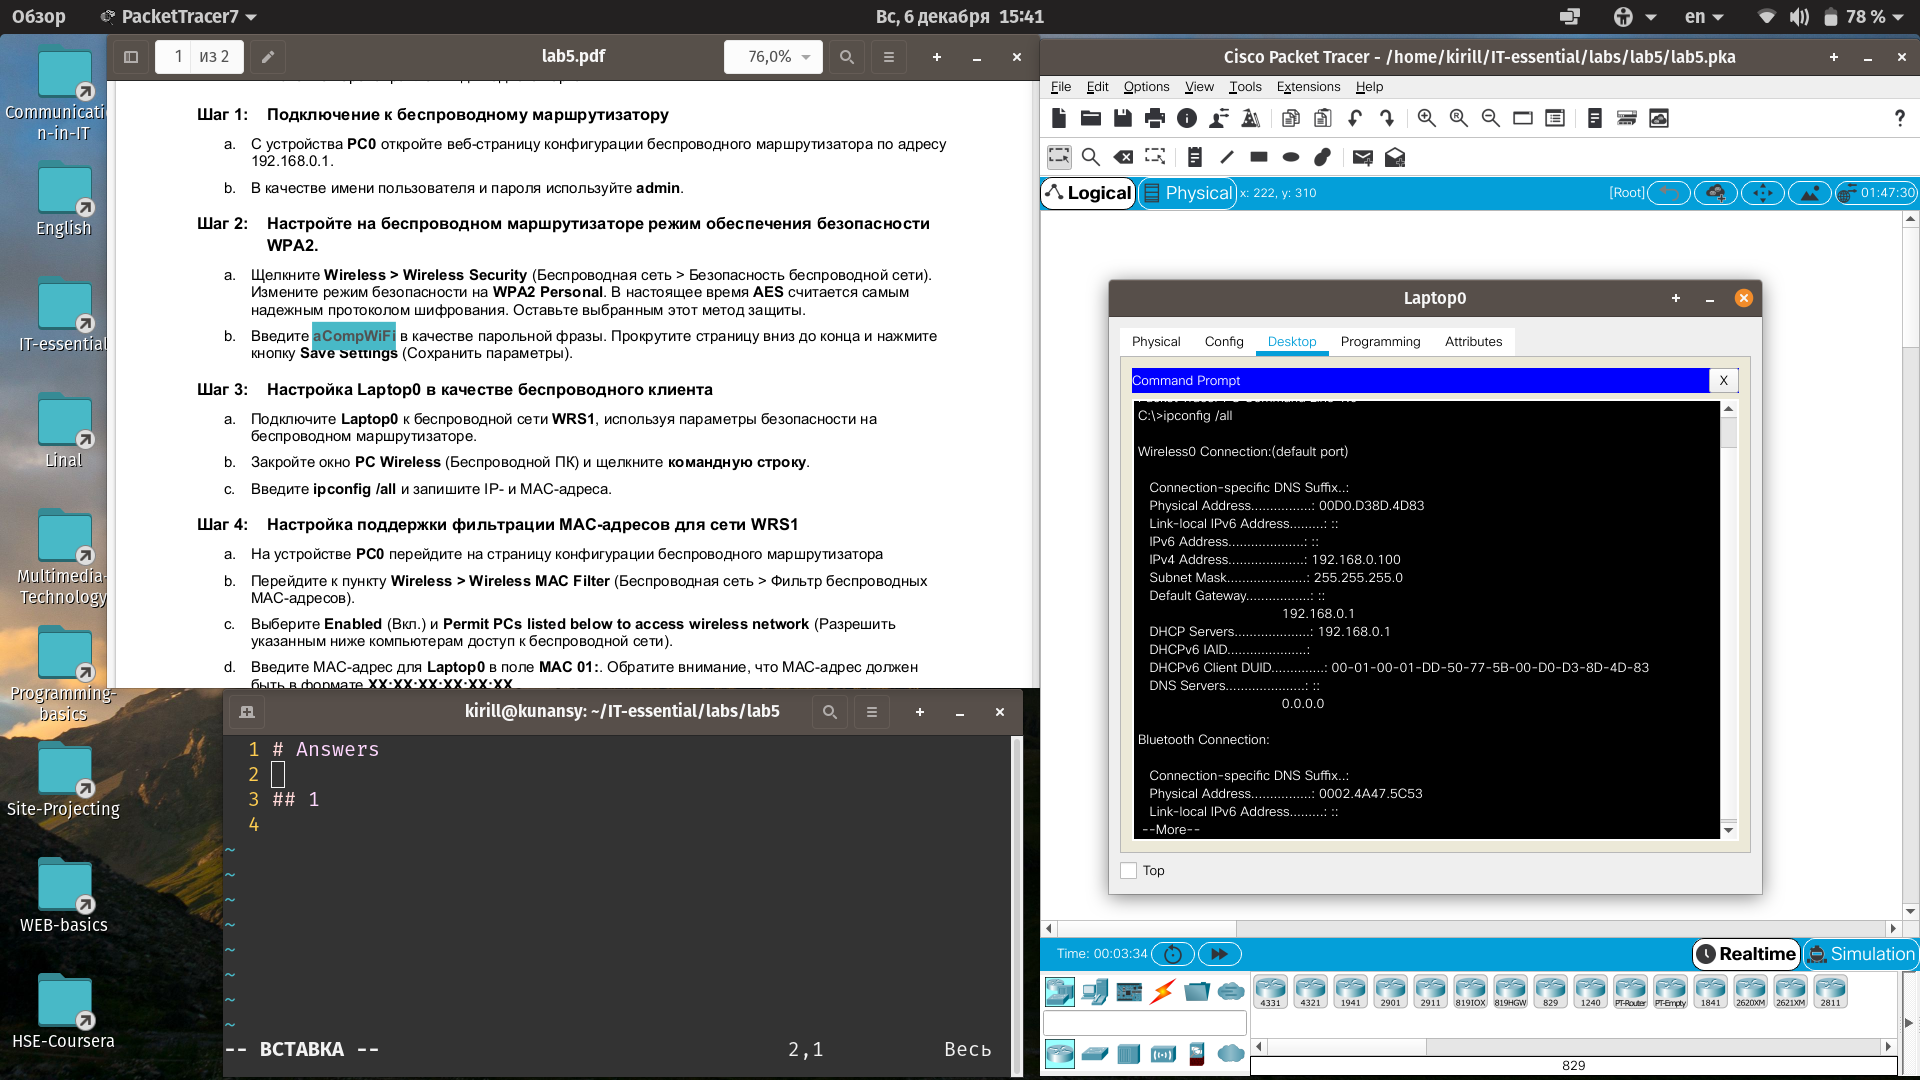 Обзор
PacketTracer7
Вс, 6 декабря 15:41
en
78 %
Communicati
n-in-IT
English
IT-essential
Linal
Multimedia-
Technology
Programming-
basics
Site-Projecting
WEB-basics
HSE-Coursera
1 из 2
lab5.pdf
76,0%
Шаг 1: Подключение к беспроводному маршрутизатору
a. С устройства PC0 откройте веб-страницу конфигурации беспроводного маршрутизатора по адресу
192.168.0.1.
b. В качестве имени пользователя и пароля используйте admin.
Шаг 2: Настройте на беспроводном маршрутизаторе режим обеспечения безопасности
WPA2.
a. Щелкните Wireless > Wireless Security (Беспроводная сеть > Безопасность беспроводной сети).
Измените режим безопасности на WPA2 Personal. В настоящее время AES считается самым
надежным протоколом шифрования. Оставьте выбранным этот метод защиты.
b. Введите aCompWiFi в качестве парольной фразы. Прокрутите страницу вниз до конца и нажмите
кнопку Save Settings (Сохранить параметры).
Шаг 3: Настройка Laptop0 в качестве беспроводного клиента
a. Подключите Laptop0 к беспроводной сети WRS1, используя параметры безопасности на
беспроводном маршрутизаторе.
b. Закройте окно PC Wireless (Беспроводной ПК) и щелкните командную строку.
c. Введите ipconfig /all и запишите IP- и MAC-адреса.
Шаг 4: Настройка поддержки фильтрации MAC-адресов для сети WRS1
a. На устройстве PC0 перейдите на страницу конфигурации беспроводного маршрутизатора
b. Перейдите к пункту Wireless > Wireless MAC Filter (Беспроводная сеть > Фильтр беспроводных
MAC-адресов).
c. Выберите Enabled (Вкл.) и Permit PCs listed below to access wireless network (Разрешить
указанным ниже компьютерам доступ к беспроводной сети).
d. Введите MAC-адрес для Laptop0 в поле MAC 01:. Обратите внимание, что MAC-адрес должен
быть в формате XX:XX:XX:XX:XX:XX
kirill@kunansy: ~/IT-essential/labs/lab5
1 # Answers
2
3 ## 1
4
~
~
~
~
~
~
~
~
-- ВСТАВКА --
2,1
Весь
Cisco Packet Tracer - /home/kirill/IT-essential/labs/lab5/lab5.pka
File Edit Options View Tools Extensions Help
?
Logical
Physical
x: 222, y: 310
[Root]
01:47:30
Laptop0
Physical Config Desktop Programming Attributes
Command Prompt
X
C:\>ipconfig /all
Wireless0 Connection:(default port)
Connection-specific DNS Suffix..:
Physical Address................: 00D0.D38D.4D83
Link-local IPv6 Address.........: ::
IPv6 Address....................: ::
IPv4 Address....................: 192.168.0.100
Subnet Mask.....................: 255.255.255.0
Default Gateway.................: ::
192.168.0.1
DHCP Servers....................: 192.168.0.1
DHCPv6 IAID.....................:
DHCPv6 Client DUID..............: 00-01-00-01-DD-50-77-5B-00-D0-D3-8D-4D-83
DNS Servers.....................: ::
0.0.0.0
Bluetooth Connection:
Connection-specific DNS Suffix..:
Physical Address................: 0002.4A47.5C53
Link-local IPv6 Address.........: ::
--More--
Top
Time: 00:03:34
Realtime
Simulation
4331 4321 1941 2901 2911 819IOX 819HGW 829 1240 PT-Router PT-Empty 1841 2620XM 2621XM 2811
829